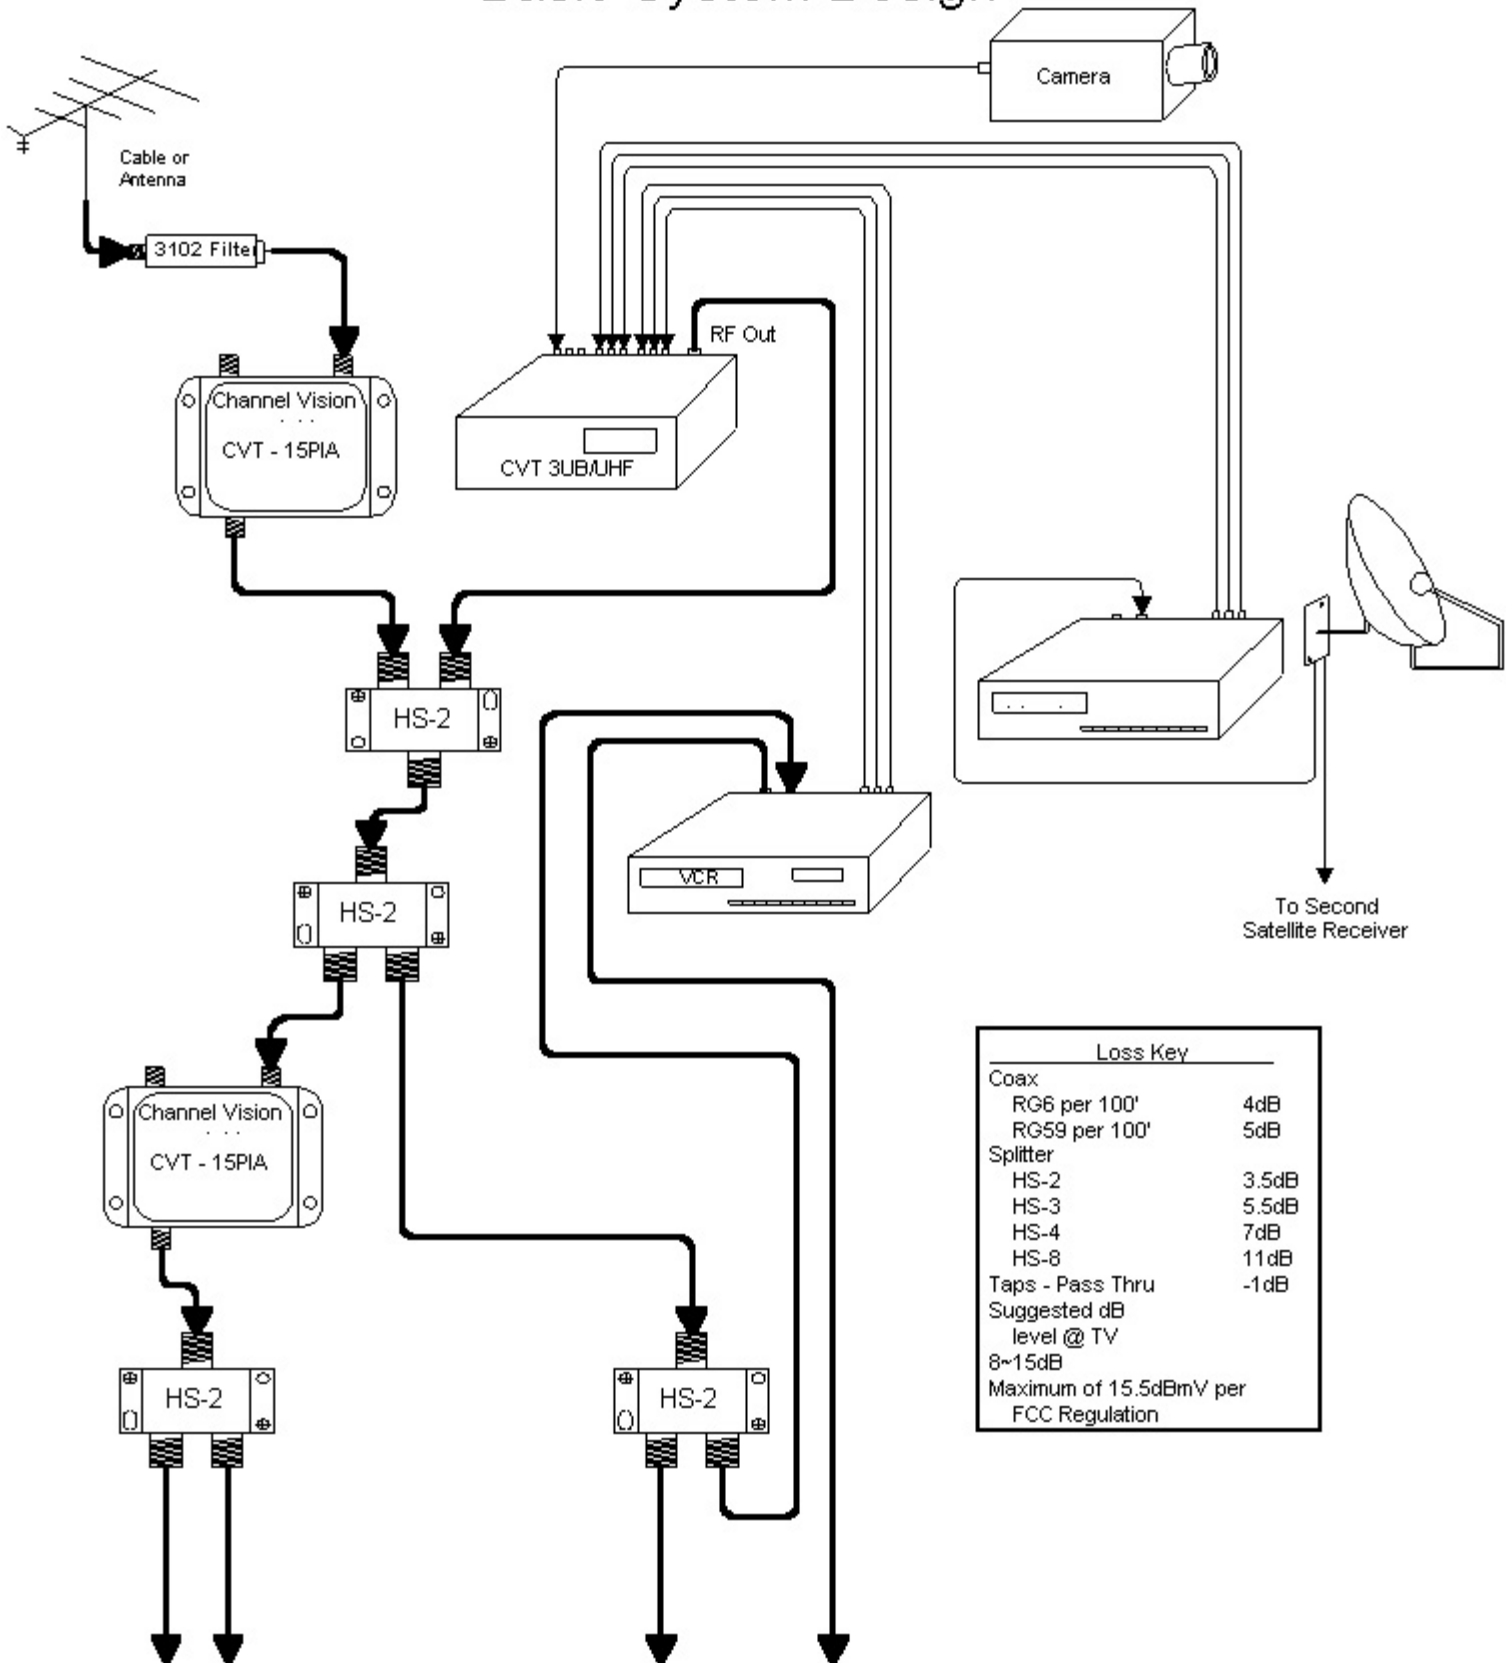 System Design
Camera
Cable or
Antenna
3102 Filte
RF Out
Channel Vision
CVT - 15PIA
CVT 3UB/UHF
HS-2
VCR
HS-2
To Second
Satellite Receiver
Channel Vision
CVT - 15PIA
HS-2
HS-2
Loss Key
Coax
RG6 per 100' 4dB
RG59 per 100' 5dB
Splitter
HS-2 3.5dB
HS-3 5.5dB
HS-4 7dB
HS-8 11dB
Taps - Pass Thru -1dB
Suggested dB
level @ TV
8~15dB
Maximum of 15.5dBmV per
FCC Regulation